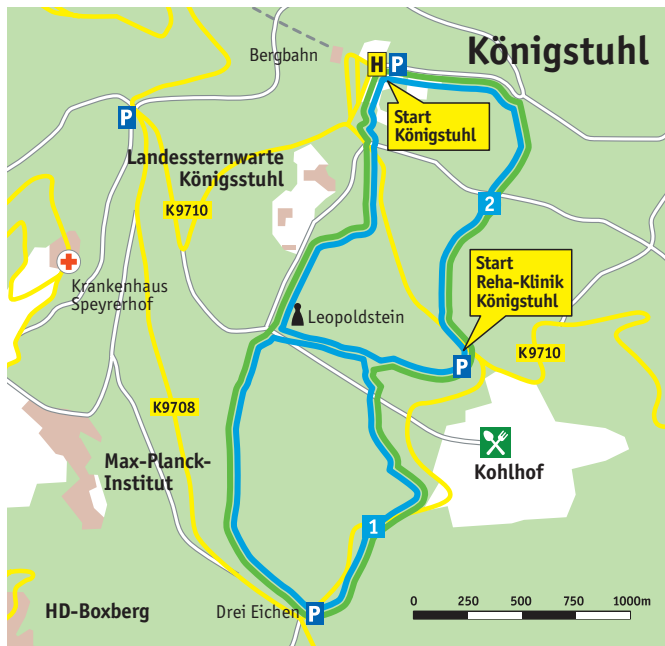 Königstuhl
Bergbahn
H
P
Start
Königstuhl
P
Landessternwarte
Königsstuhl
2
K9710
Start
Reha-Klinik
Königstuhl
Krankenhaus
Speyrerhof
Leopoldstein
K9710
P
K9708
Max-Planck-
Institut
Kohlhof
1
HD-Boxberg
Drei Eichen
P
0 250 500 750 1000m